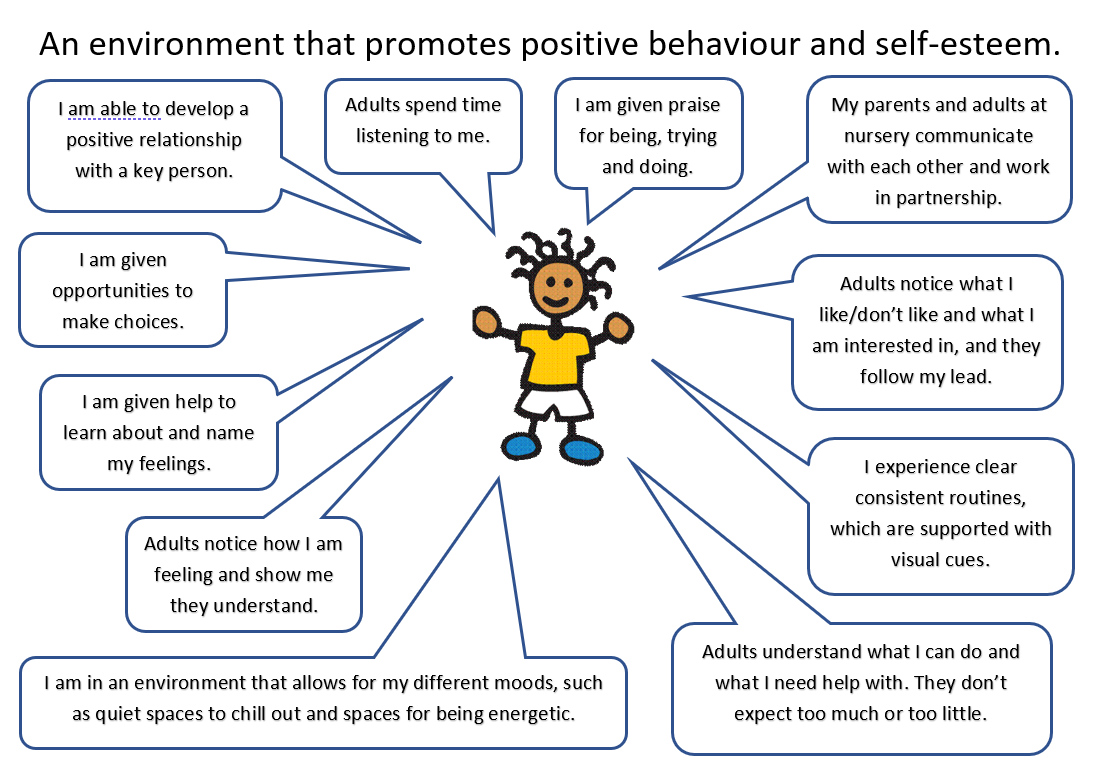 An environment that promotes positive behaviour and self-esteem.
I am able to develop a
positive relationship
with a key person.
Adults spend time
listening to me.
I am given praise
for being, trying
and doing.
My parents and adults at
nursery communicate
with each other and work
in partnership.
I am given
opportunities to
make choices.
Adults notice what I
like/don’t like and what I
am interested in, and they
follow my lead.
I am given help to
learn about and name
my feelings.
I experience clear
consistent routines,
which are supported with
visual cues.
Adults notice how I am
feeling and show me
they understand.
I am in an environment that allows for my different moods, such
as quiet spaces to chill out and spaces for being energetic.
Adults understand what I can do and
what I need help with. They don’t
expect too much or too little.